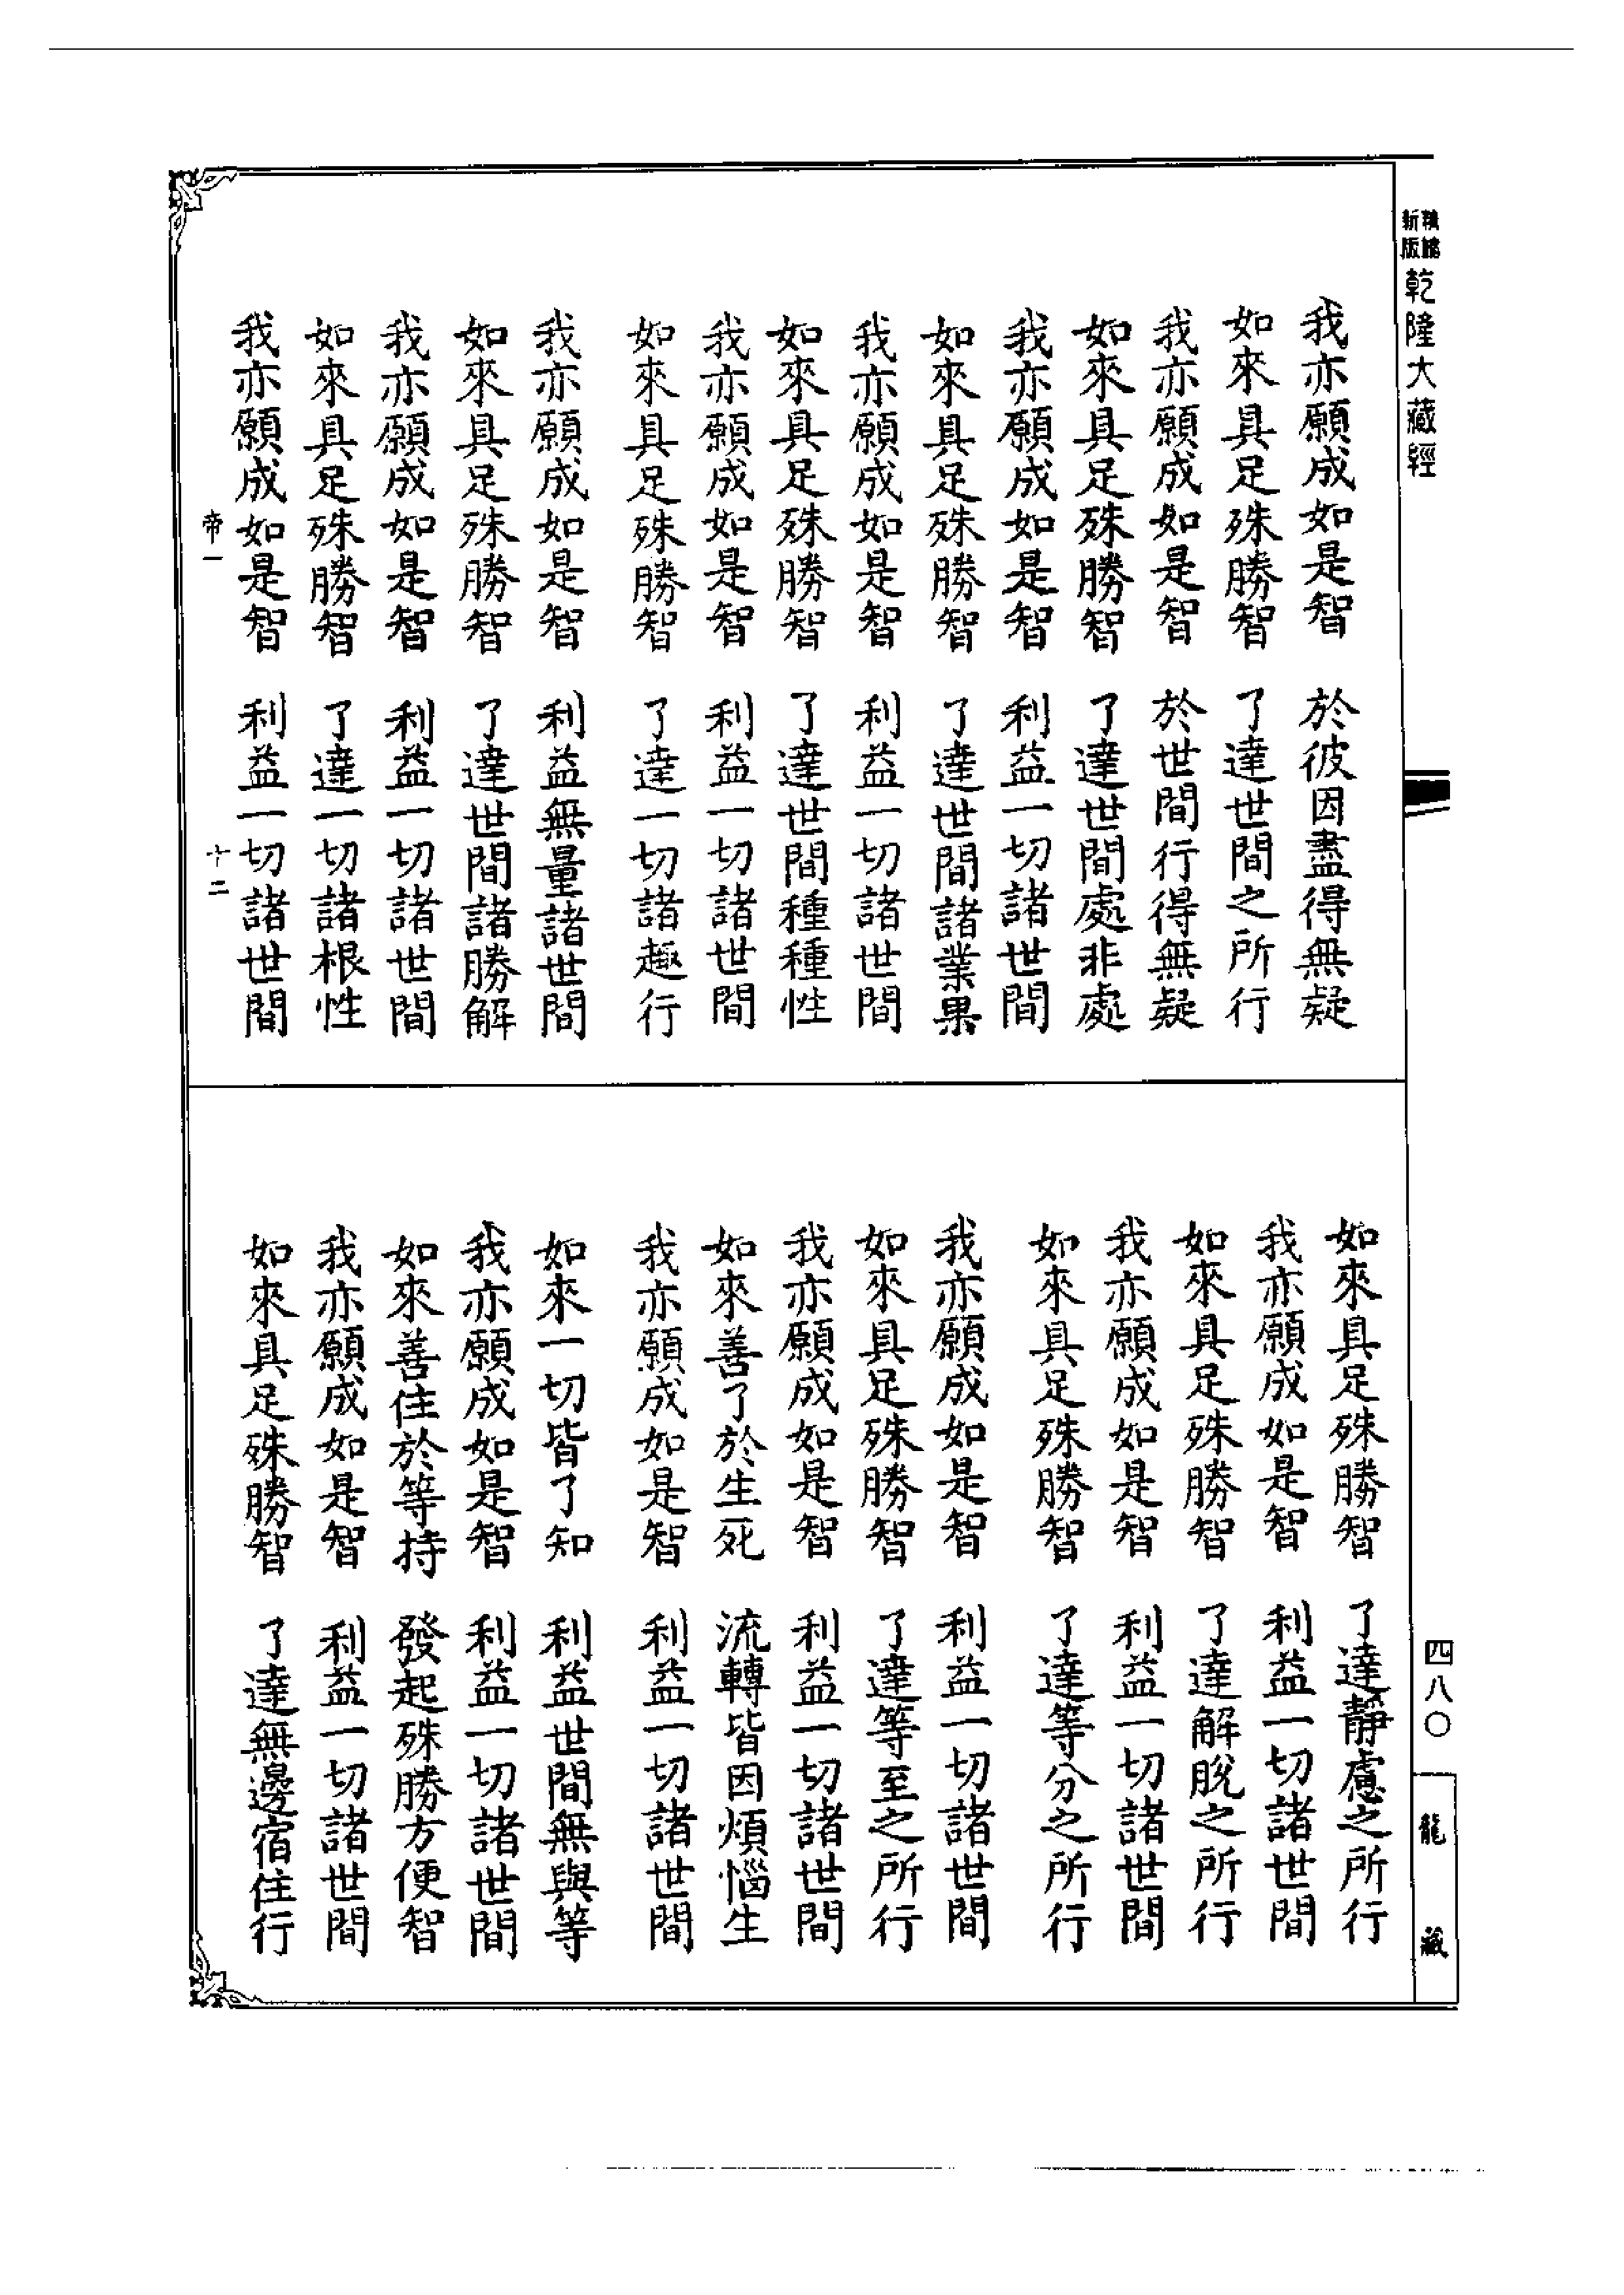 新版
乾隆大藏經
我亦願成如是智　於彼因盡得無疑
如來具足殊勝智　了達世間之所行
我亦願成如是智　於世間行得無疑
如來具足殊勝智　了達世間處非處
我亦願成如是智　利益一切諸世間
如來具足殊勝智　了達世間諸業果
我亦願成如是智　利益一切諸世間
如來具足殊勝智　了達世間種種性
我亦願成如是智　利益一切諸世間
如來具足殊勝智　了達一切諸趣行
我亦願成如是智　利益無量諸世間
如來具足殊勝智　了達世間諸勝解
我亦願成如是智　利益一切諸世間
如來具足殊勝智　了達一切諸根性
我亦願成如是智　利益一切諸世間
帝一　十二
如來具足殊勝智　了達靜慮之所行
我亦願成如是智　利益一切諸世間
如來具足殊勝智　了達解脫之所行
我亦願成如是智　利益一切諸世間
如來具足殊勝智　了達等分之所行
我亦願成如是智　利益一切諸世間
如來具足殊勝智　了達等至之所行
我亦願成如是智　利益一切諸世間
如來善了於生死　流轉皆因煩惱生
我亦願成如是智　利益一切諸世間
如來一切皆了知　利益世間無與等
我亦願成如是智　利益一切諸世間
如來善住於等持　發起殊勝方便智
我亦願成如是智　利益一切諸世間
如來具足殊勝智　了達無邊宿住行
四八〇
龍藏